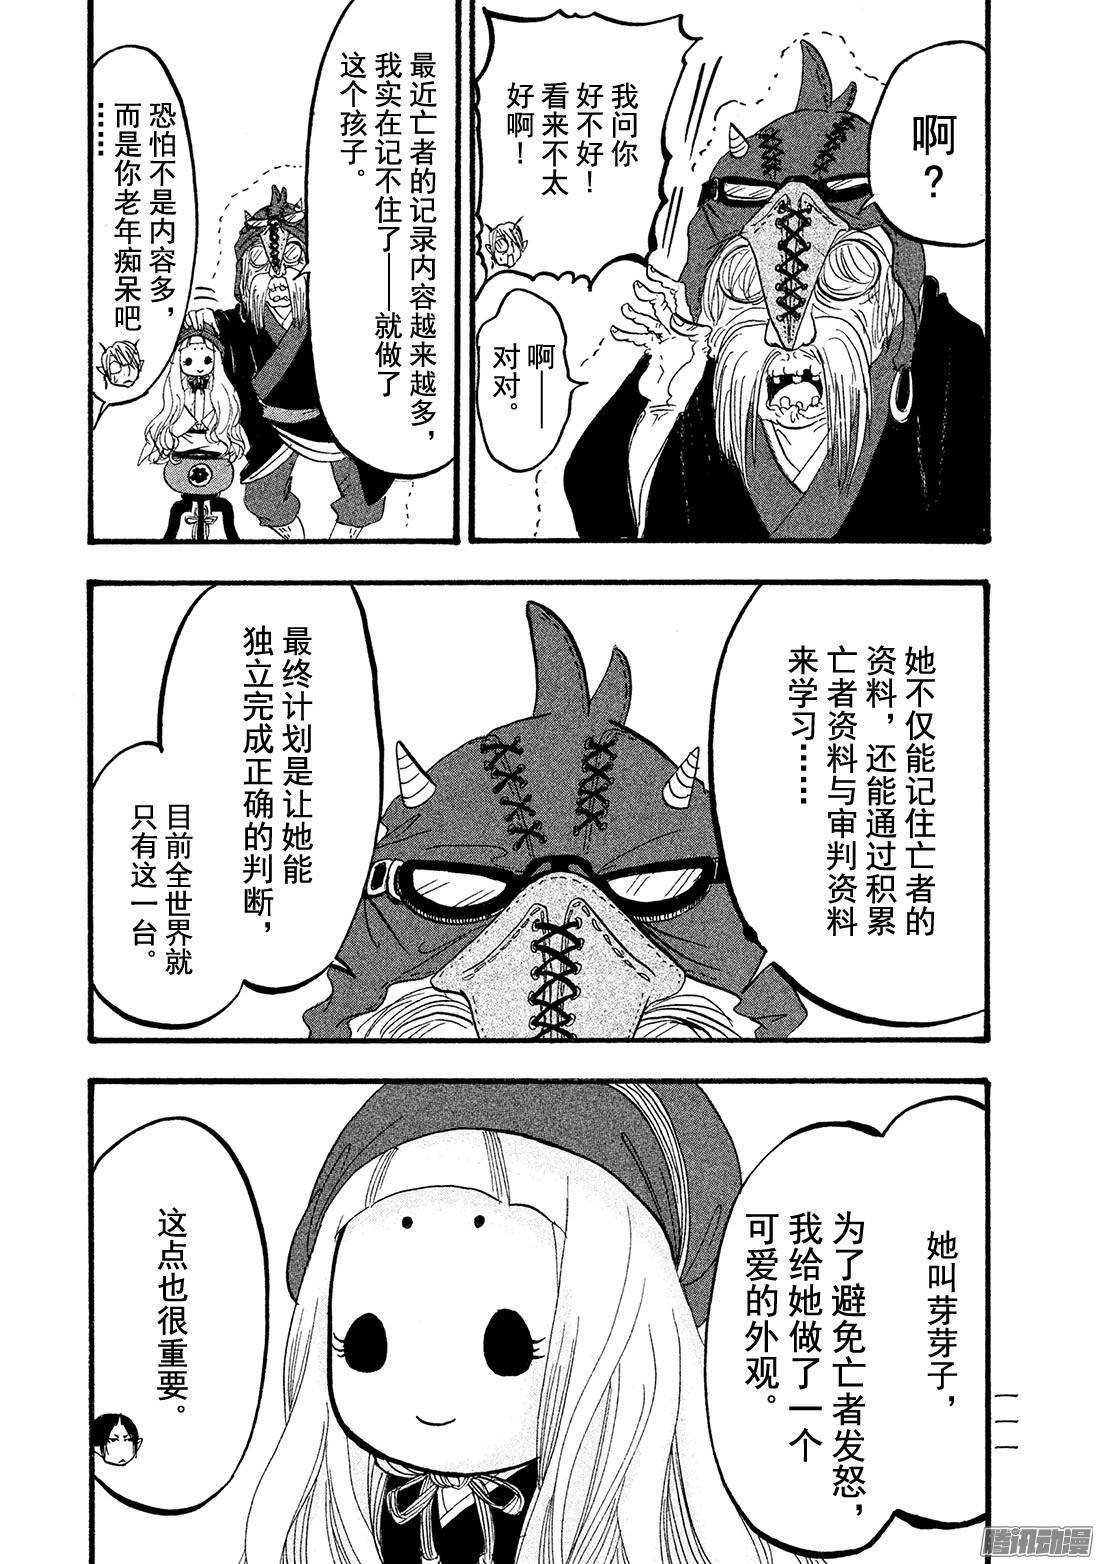 啊？
我问你
好不好！
看来不太
好啊！
啊——
对对。
最近亡者的记录内容越来越多，
我实在记不住了——就做了
这个孩子。
恐怕不是内容多，
而是你老年痴呆吧
……
她不仅能记住亡者的
资料，还能通过积累
亡者资料与审判资料
来学习……
最终计划是让她能
独立完成正确的判断，
目前全世界就
只有这一台。
她叫芽芽子，
为了避免亡者发怒，
我给她做了一个
可爱的外观。
这点也很重要。
一一一
腾讯动漫